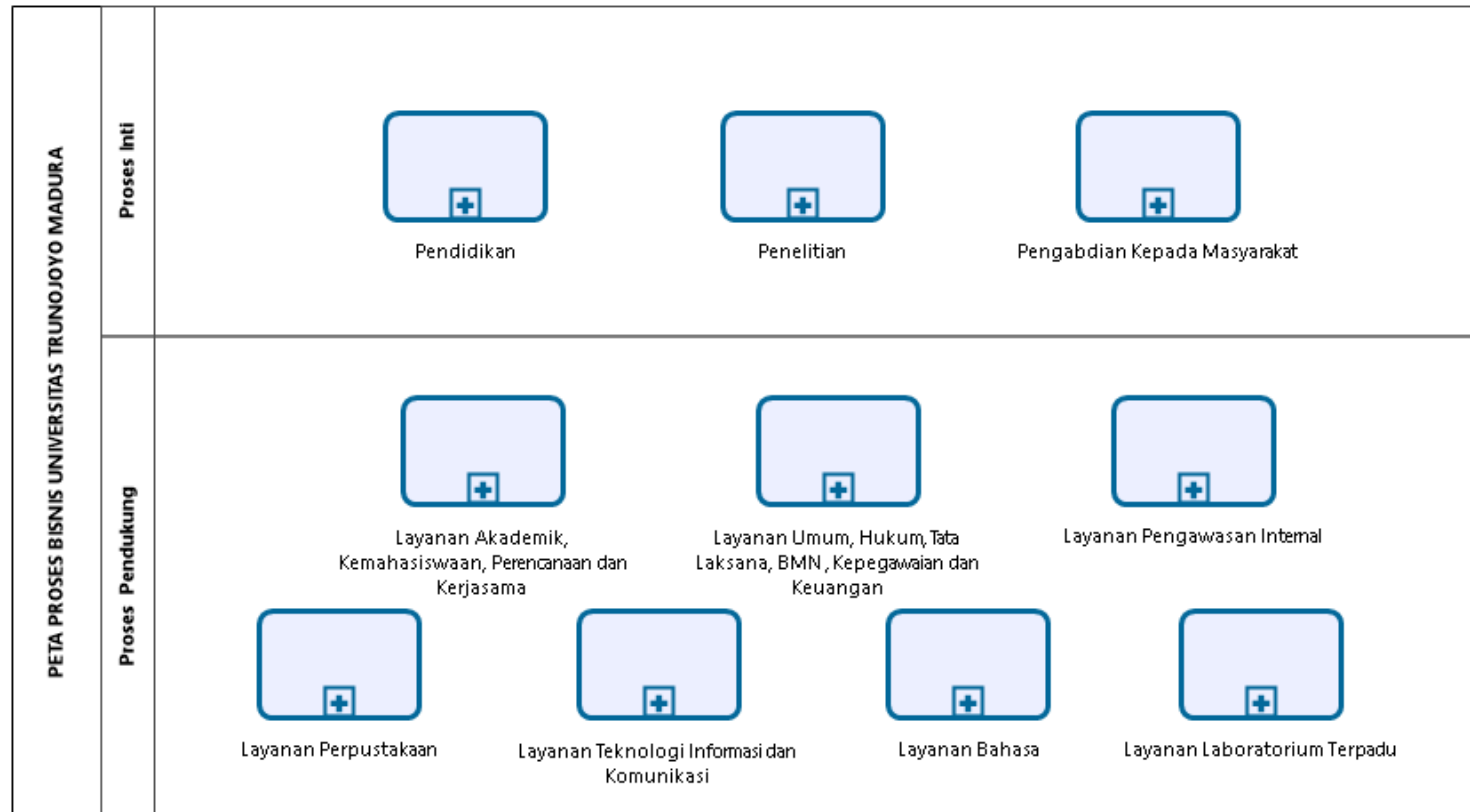 PETA PROSES BISNIS UNIVERSITAS TRUNOJOYO MADURA
Proses Inti
Pendidikan
Penelitian
Pengabdian Kepada Masyarakat
Proses Pendukung
Layanan Akademik,
Kemahasiswaan, Perencanaan dan
Kerjasama
Layanan Umum, Hukum, Tata
Laksana, BMN, Kepegawaian dan
Keuangan
Layanan Pengawasan Internal
Layanan Perpustakaan
Layanan Teknologi Informasi dan
Komunikasi
Layanan Bahasa
Layanan Laboratorium Terpadu